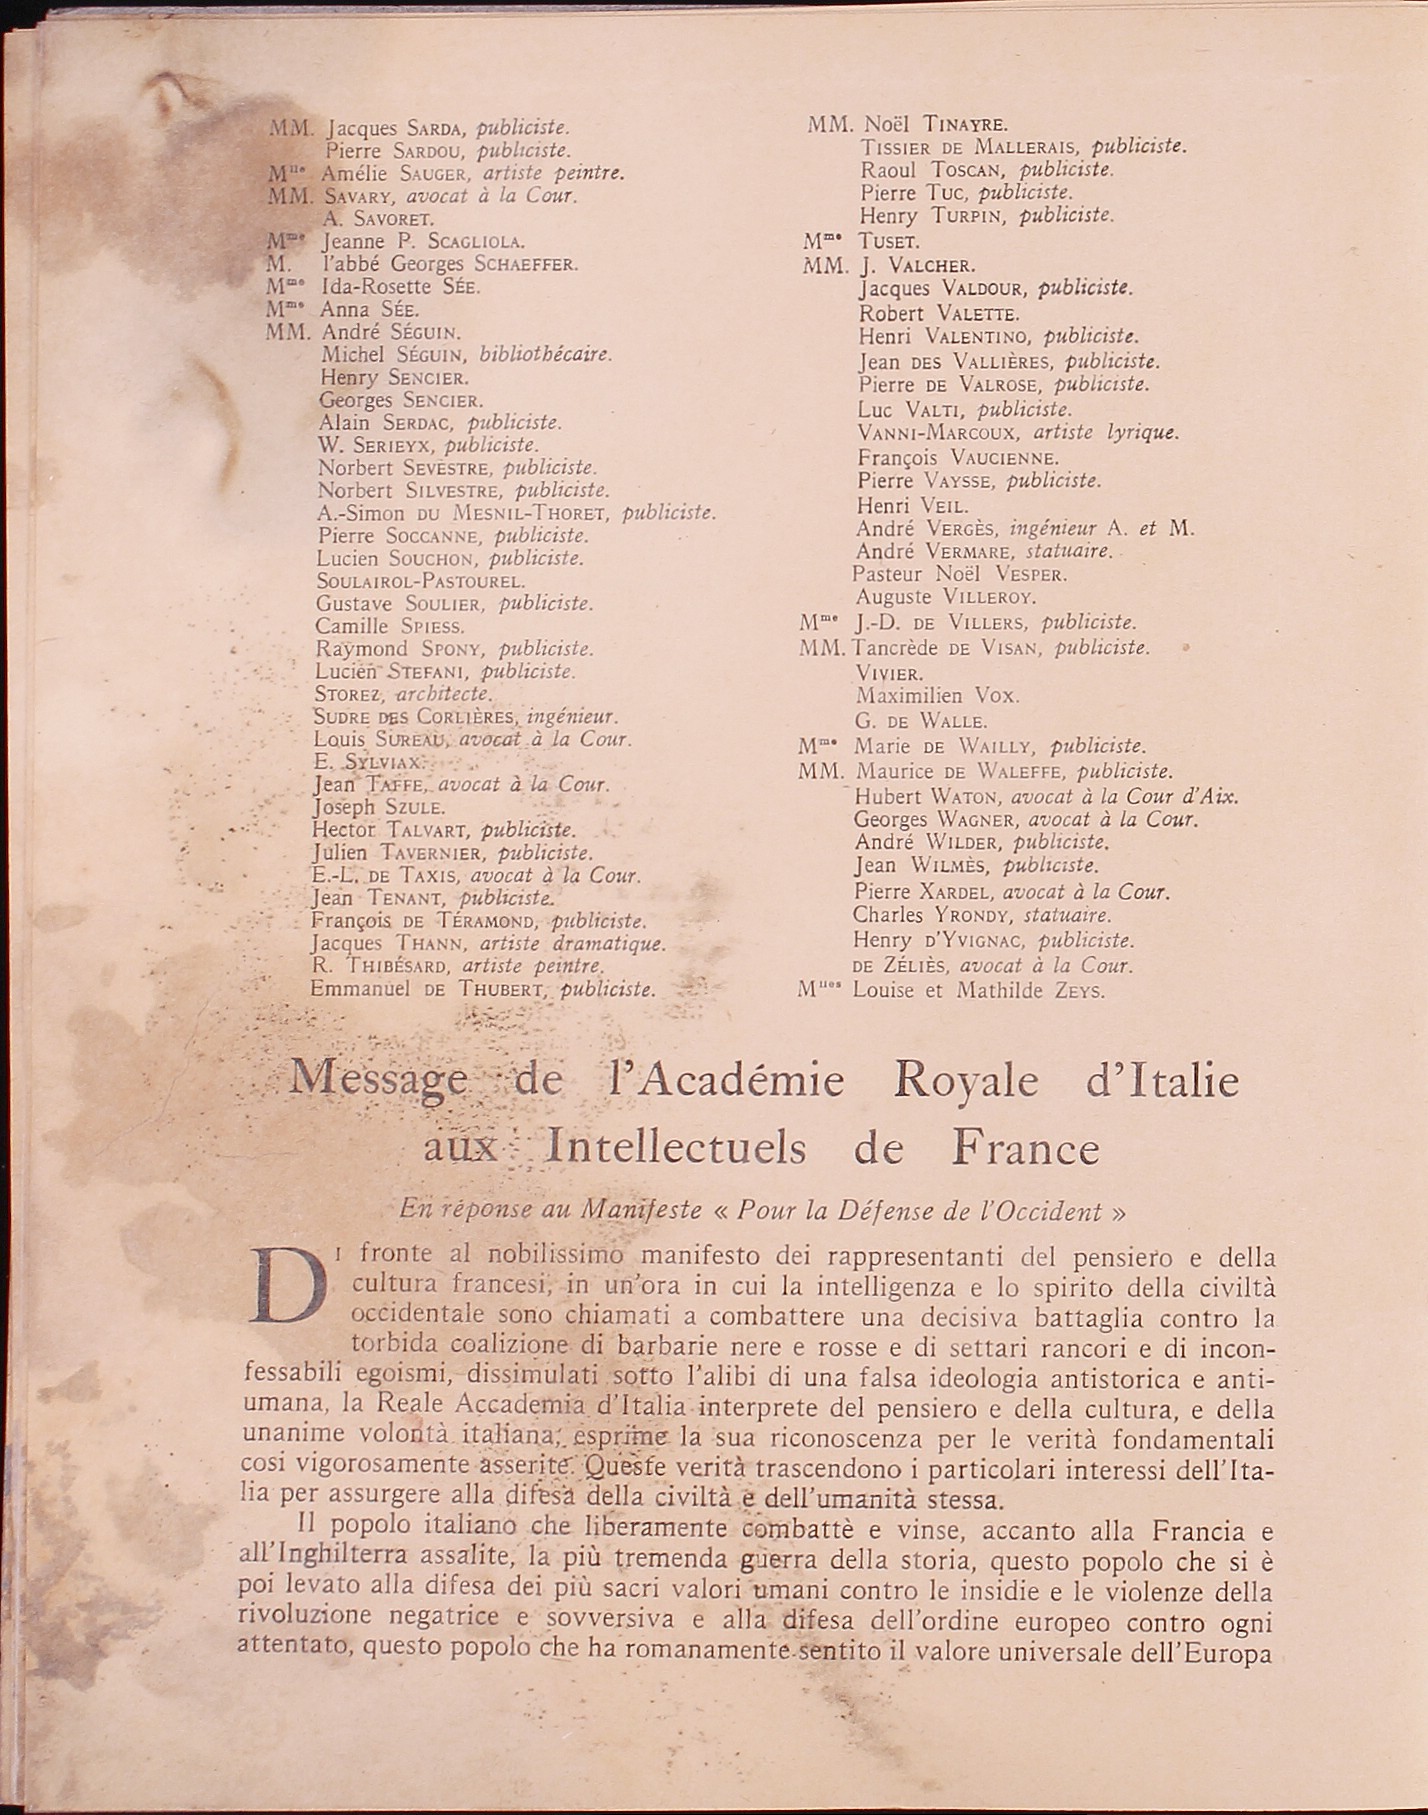 MM. Jacques SARDA, publiciste.
Pierre SARDOU, publiciste.
Mlle Amélie SAUGER, artiste peintre.
MM. SAVARY, avocat à la Cour.
A. SAVORET.
Mme Jeanne P. SCAGLIOLA.
M. l'abbé Georges SCHAEFFER.
Mme Ida-Rosette SÉE.
Mme Anna SÉE.
MM. André SÉGUIN.
Michel SÉGUIN, bibliothécaire.
Henry SENCIER.
Georges SENCIER.
Alain SERDAC, publiciste.
W. SERIEYX, publiciste.
Norbert SEVESTRE, publiciste.
Norbert SILVESTRE, publiciste.
A.-Simon DU MESNIL-THORET, publiciste.
Pierre SOCCANNE, publiciste.
Lucien SOUCHON, publiciste.
SOULAIROL-PASTOUREL.
Gustave SOULIER, publiciste.
Camille SPIESS.
Raymond SPONY, publiciste.
Lucien STEFANI, publiciste.
STOREZ, architecte.
SUDRE DES CORLIÈRES, ingénieur.
Louis SUREAU, avocat à la Cour.
E. SYLVIAX.
Jean TAFFE, avocat à la Cour.
Joseph SZULE.
Hector TALVART, publiciste.
Julien TAVERNIER, publiciste.
E.-L. DE TAXIS, avocat à la Cour.
Jean TENANT, publiciste.
François DE TÉRAMOND, publiciste.
Jacques THANN, artiste dramatique.
R. THIBÉSARD, artiste peintre.
Emmanuel DE THUBERT, publiciste.
MM. Noël TINAYRE.
TISSIER DE MALLERAIS, publiciste.
Raoul TOSCAN, publiciste.
Pierre TUC, publiciste.
Henry TURPIN, publiciste.
Mme TUSET.
MM. J. VALCHER.
Jacques VALDOUR, publiciste.
Robert VALETTE.
Henri VALENTINO, publiciste.
Jean DES VALLIÈRES, publiciste.
Pierre DE VALROSE, publiciste.
Luc VALTI, publiciste.
VANNI-MARCOUX, artiste lyrique.
François VAUCIENNE.
Pierre VAYSSE, publiciste.
Henri VEIL.
André VERGÈS, ingénieur A. et M.
André VERMARE, statuaire.
Pasteur Noël VESPER.
Auguste VILLEROY.
Mme J.-D. DE VILLERS, publiciste.
MM. Tancrède DE VISAN, publiciste.
VIVIER.
Maximilien VOX.
G. DE WALLE.
Mme Marie DE WAILLY, publiciste.
MM. Maurice DE WALEFFE, publiciste.
Hubert WATON, avocat à la Cour d'Aix.
Georges WAGNER, avocat à la Cour.
André WILDER, publiciste.
Jean WILMÈS, publiciste.
Pierre XARDEL, avocat à la Cour.
Charles YRONDY, statuaire.
Henry D'YVIGNAC, publiciste.
DE ZÉLIÈS, avocat à la Cour.
Mlles Louise et Mathilde ZEYS.
Message de l'Académie Royale d'Italie
aux Intellectuels de France
En réponse au Manifeste « Pour la Défense de l'Occident »
DI fronte al nobilissimo manifesto dei rappresentanti del pensiero e della
cultura francesi, in un'ora in cui la intelligenza e lo spirito della civiltà
occidentale sono chiamati a combattere una decisiva battaglia contro la
torbida coalizione di barbarie nere e rosse e di settari rancori e di incon-
fessabili egoismi, dissimulati sotto l'alibi di una falsa ideologia antistorica e anti-
umana, la Reale Accademia d'Italia interprete del pensiero e della cultura, e della
unanime volontà italiana, esprime la sua riconoscenza per le verità fondamentali
cosi vigorosamente asserite. Queste verità trascendono i particolari interessi dell'Ita-
lia per assurgere alla difesa della civiltà e dell'umanità stessa.
Il popolo italiano che liberamente combattè e vinse, accanto alla Francia e
all'Inghilterra assalite, la più tremenda guerra della storia, questo popolo che si è
poi levato alla difesa dei più sacri valori umani contro le insidie e le violenze della
rivoluzione negatrice e sovversiva e alla difesa dell'ordine europeo contro ogni
attentato, questo popolo che ha romanamente sentito il valore universale dell'Europa